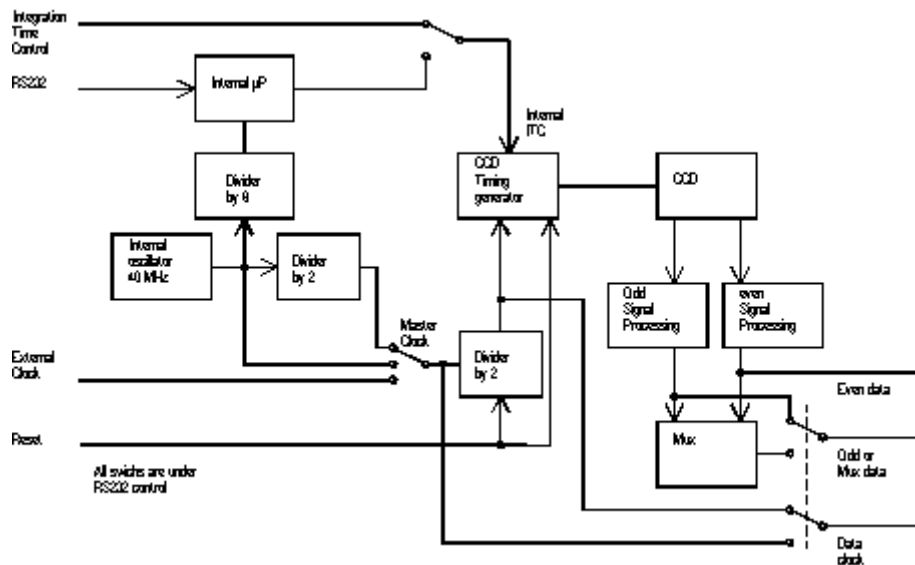 Integration
Time
Control
RS232
Internal µP
Internal
ITC
CCD
Timing
generator
CCD
Divider
by 8
Internal
oscillator
40 MHz
Divider
by 2
Odd
Signal
Processing
even
Signal
Processing
Master
Clock
External
Clock
Divider
by 2
Even data
Reset
Mux
Odd or
Mux data
All swichs are under
RS232 control
Data
clock